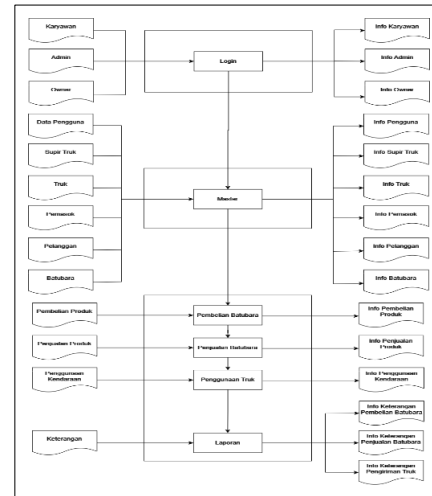 Karyawan
Admin
Owner
Login
Info Karyawan
Info Admin
Info Owner
Data Pengguna
Supir Truk
Truk
Pemasok
Pelanggan
Batubara
Master
Info Pengguna
Info Supir Truk
Info Truk
Info Pemasok
Info Pelanggan
Info Batubara
Pembelian Produk
Penjualan Produk
Penggunaan
Kendaraan
Pembelian Batubara
Penjualan Batubara
Penggunaan Truk
Info Pembelian
Produk
Info Penjualan
Produk
Info Penggunaan
Kendaraan
Keterangan
Laporan
Info Keterangan
Pembelian Batubara
Info Keterangan
Penjualan Batubara
Info Keterangan
Pengiriman Truk